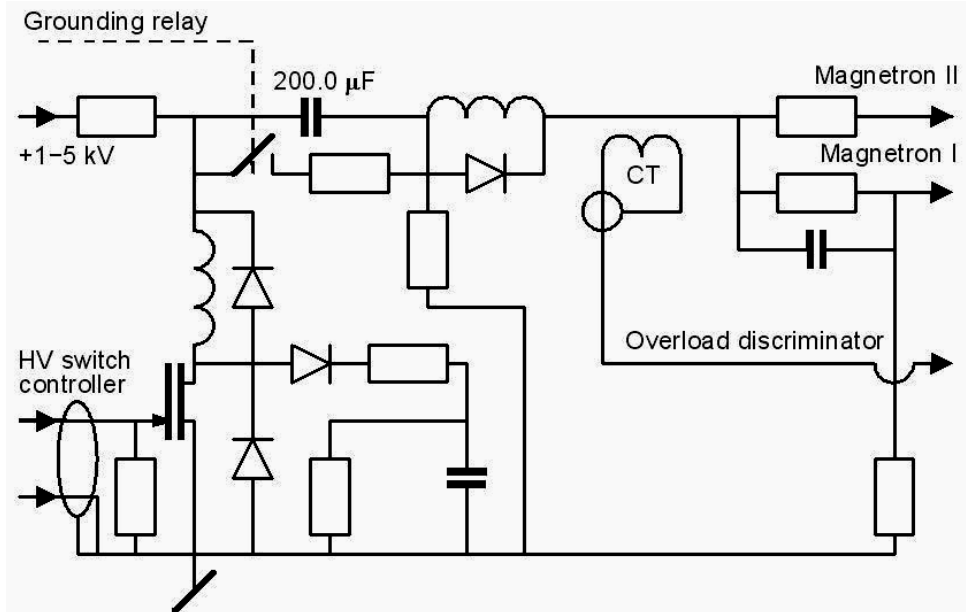 Grounding relay
200.0 μF
Magnetron II
+1−5 kV
Magnetron I
CT
HV switch
controller
Overload discriminator